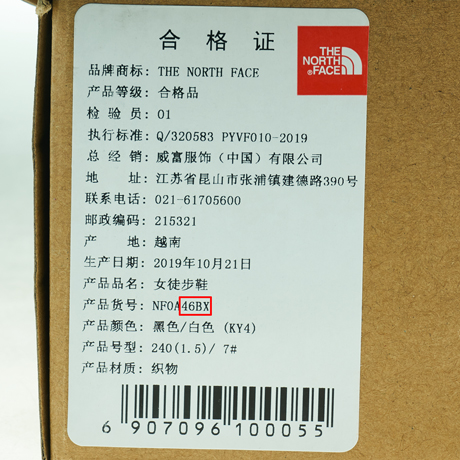 合格证
THE
NORTH
FACE
品牌商标: THE NORTH FACE
产品等级: 合格品
检 验 员: 01
执行标准: Q/320583 PYVF010-2019
总 经 销: 威富服饰（中国）有限公司
地 址: 江苏省昆山市张浦镇建德路390号
联系电话: 021-61705600
邮政编码: 215321
产 地: 越南
生产日期: 2019年10月21日
产品品名: 女徒步鞋
产品货号: NF0A46BX
产品颜色: 黑色/白色 (KY4)
产品号型: 240(1.5)/ 7#
产品材质: 织物
6 907096 100055